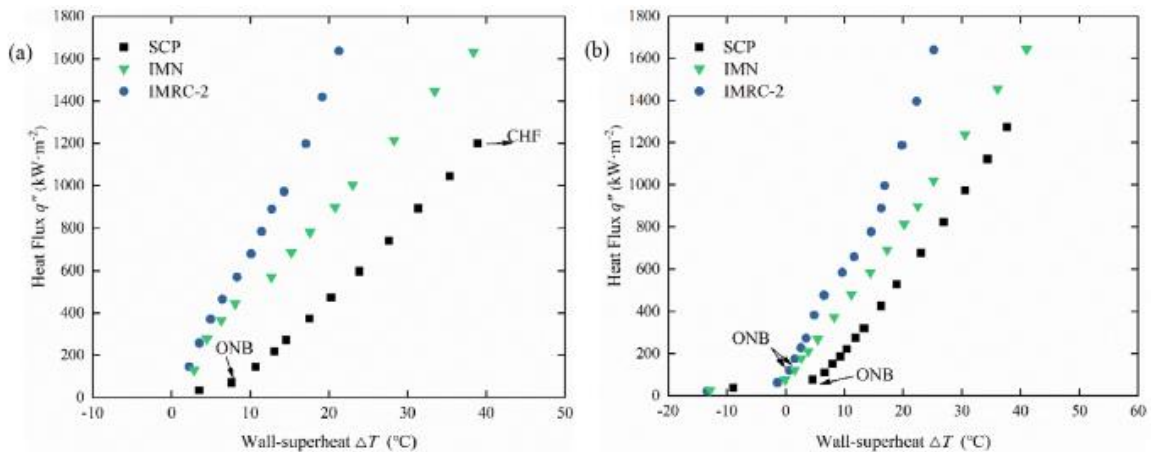 (a)
SCP
IMN
IMRC-2
CHF
ONB
1800
1600
1400
1200
1000
800
600
400
200
0
0 10 20 30 40 50
Heat Flux q″ (kW·m⁻²)
Wall-superheat △T (℃)
(b)
SCP
IMN
IMRC-2
ONB
ONB
1800
1600
1400
1200
1000
800
600
400
200
0
-20 -10 0 10 20 30 40 50 60
Heat Flux q″ (kW·m⁻²)
Wall-superheat △T (℃)